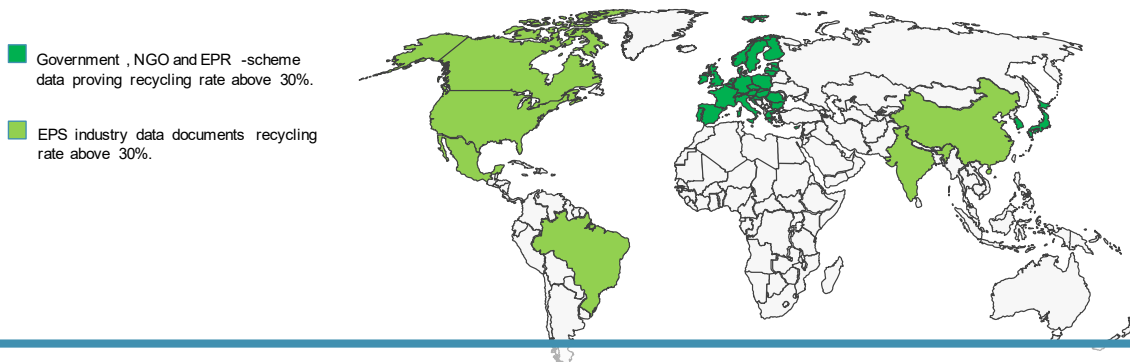 Government , NGO and EPR -scheme
data proving recycling rate above 30%.
EPS industry data documents recycling
rate above 30%.